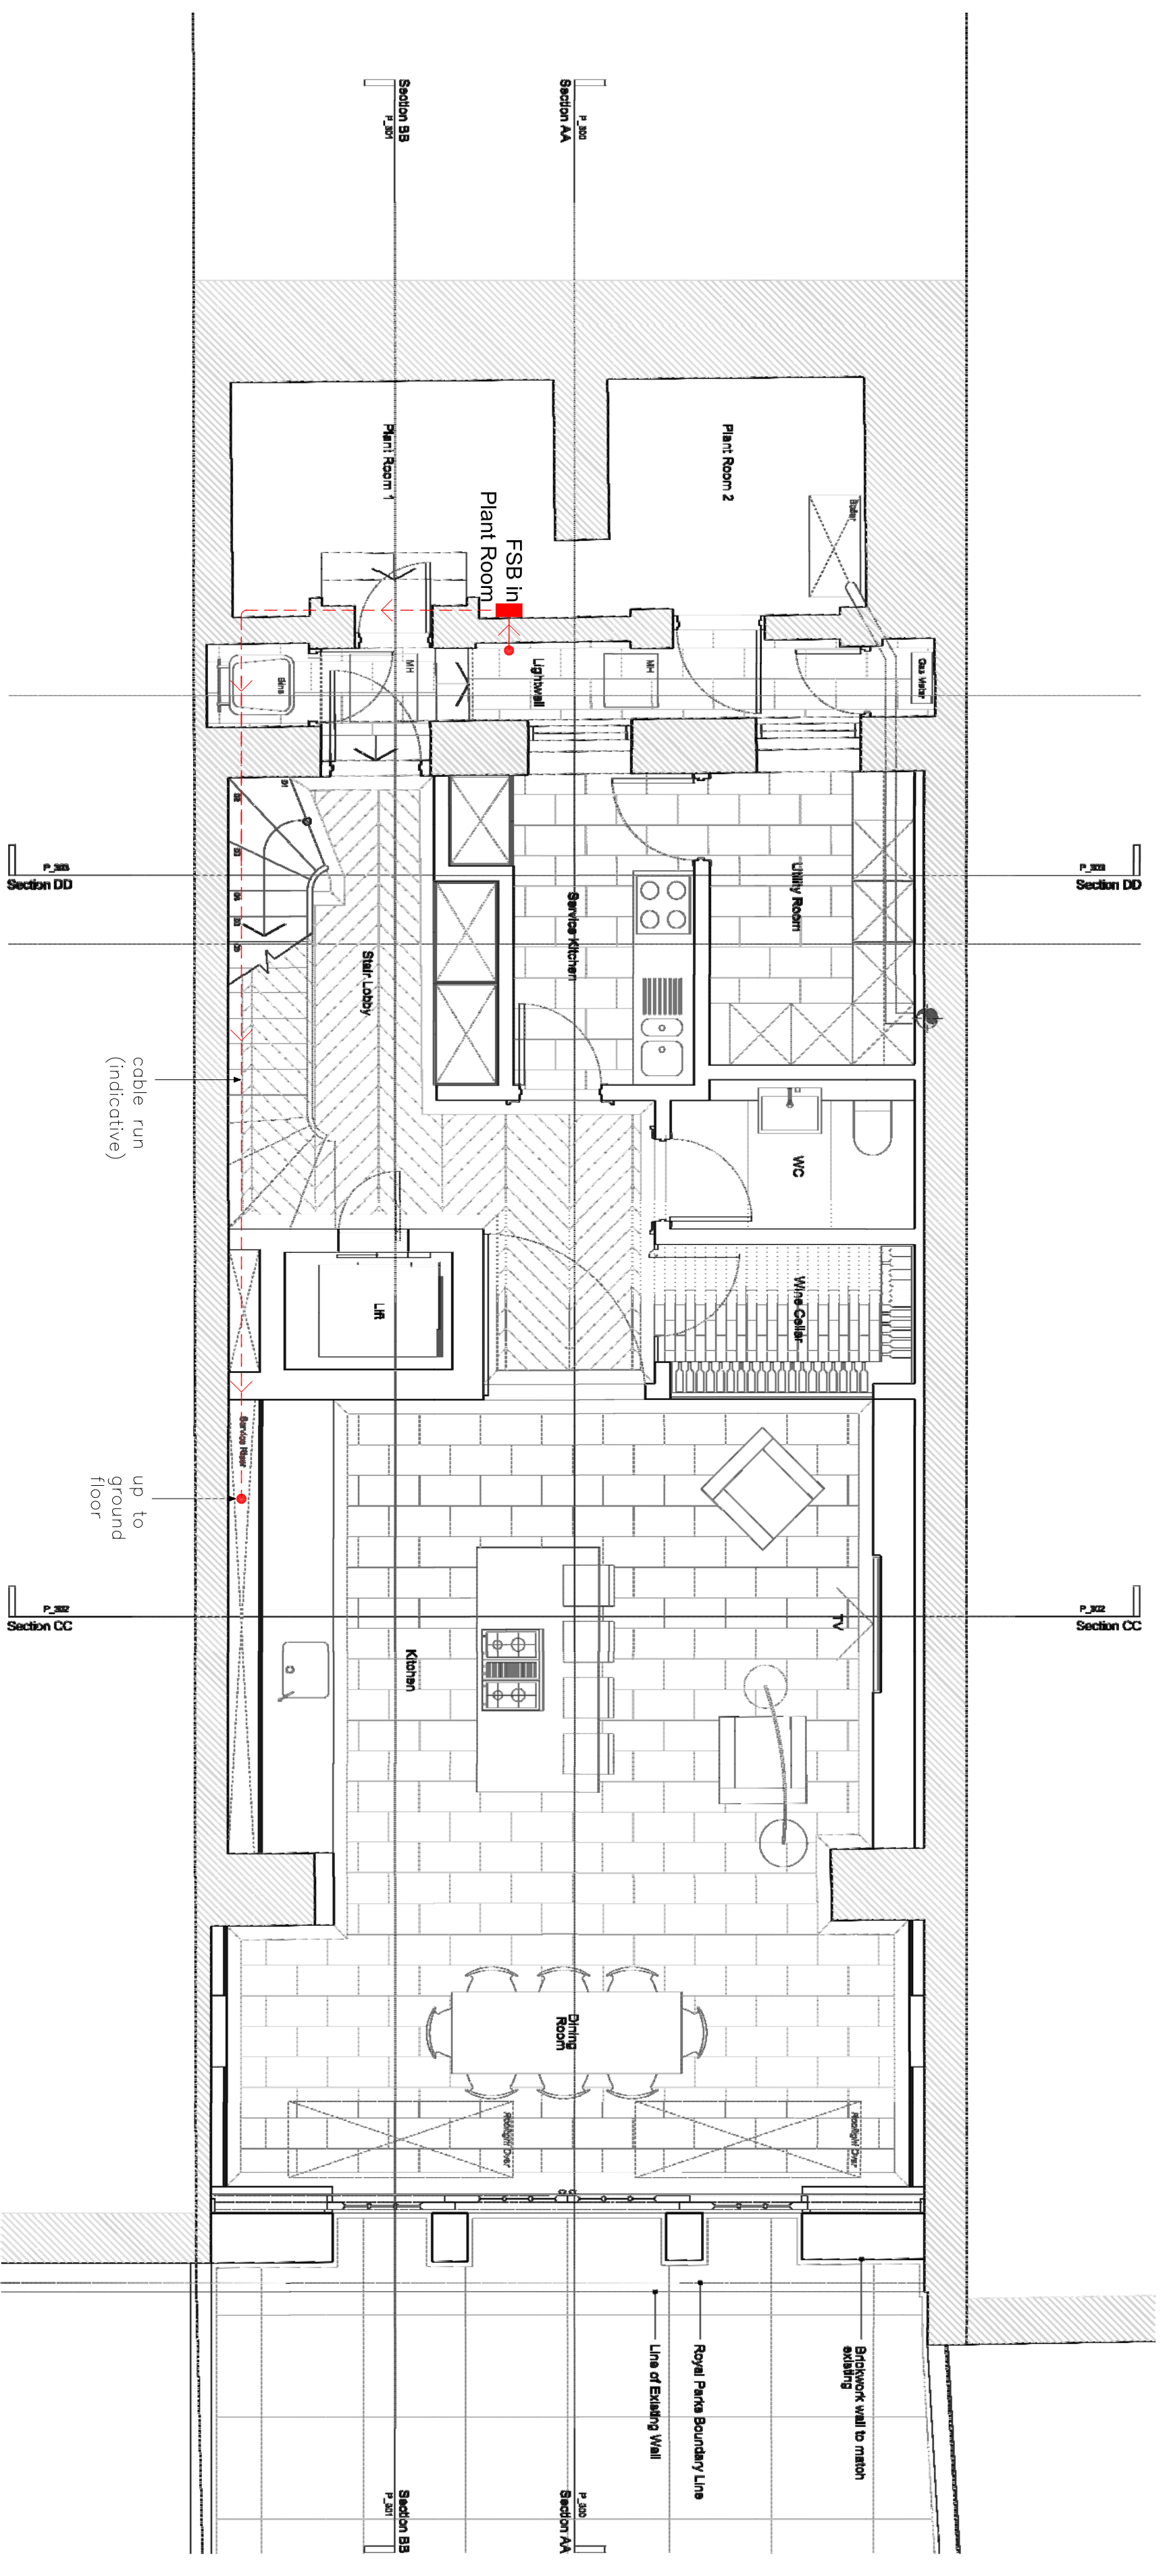 Section BB
P_301
Section AA
P_300
Plant Room 1
Plant Room 2
Boiler
FSB in
Plant Room
Bins
MH
Lightwell
MH
Gas Meter
P_303
Section DD
P_303
Section DD
Stair Lobby
Service Kitchen
Utility Room
cable run
(indicative)
WC
Lift
Wine Cellar
Service Riser
up to
ground
floor
P_302
Section CC
P_302
Section CC
Kitchen
TV
Dining
Room
Rooflight Over
Rooflight Over
Brickwork wall to match
existing
Royal Parks Boundary Line
Line of Existing Wall
Section BB
P_301
Section AA
P_300